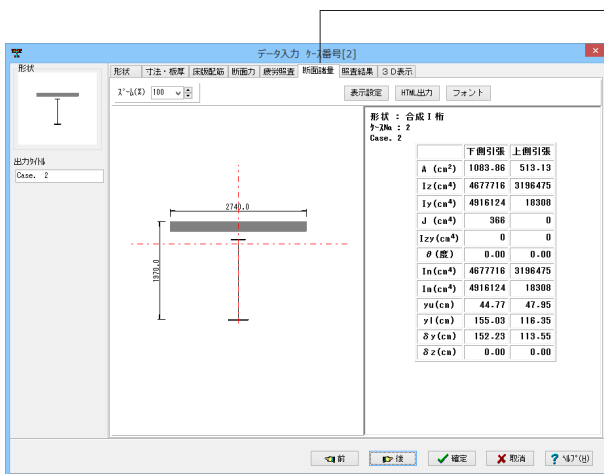 データ入力 ケース番号[2]
形状
出力タイトル
Case. 2
形状 寸法・板厚 床版配筋 断面力 疲労照査 断面諸量 照査結果 3D表示
ズーム(%) 100
表示設定 HTML出力 フォント
2740.0
1970.0
形状 : 合成I桁
ケースNo : 2
Case. 2
下側引張 上側引張
A (cm²) 1083.86 513.13
Iz(cm⁴) 4677716 3196475
Iy(cm⁴) 4916124 18308
J (cm⁴) 366 0
Izy(cm⁴) 0 0
θ(度) 0.00 0.00
In(cm⁴) 4677716 3196475
Im(cm⁴) 4916124 18308
yu(cm) 44.77 47.95
yl(cm) 155.03 116.35
δy(cm) 152.23 113.55
δz(cm) 0.00 0.00
前 後 確定 取消 ヘルプ(H)